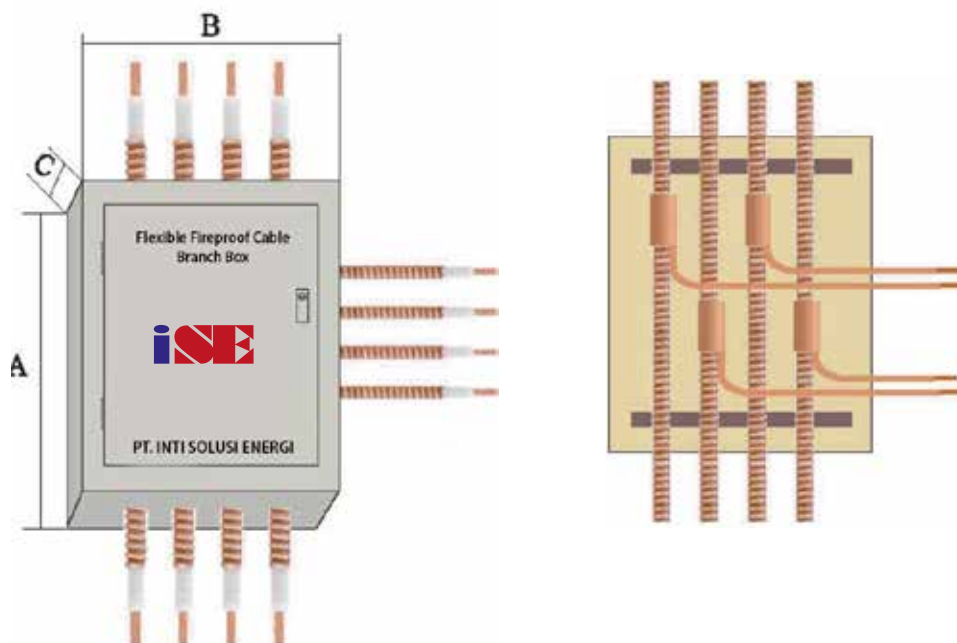 B
C
Flexible Fireproof Cable
Branch Box
iSE
A
PT. INTI SOLUSI ENERGI